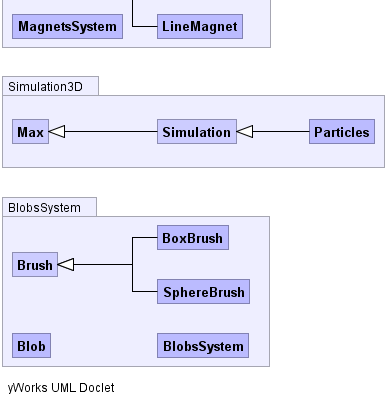 MagnetsSystem LineMagnet
Simulation3D
Max Simulation Particles
BlobsSystem
BoxBrush
Brush
SphereBrush
Blob BlobsSystem
yWorks UML Doclet